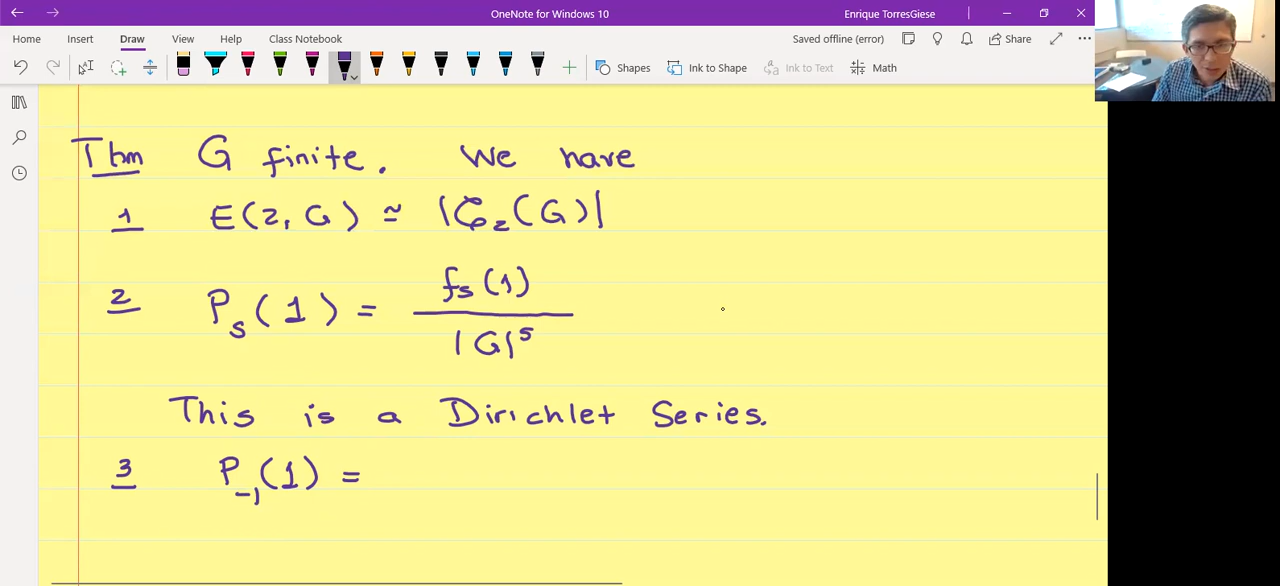 OneNote for Windows 10
Enrique TorresGiese
Home Insert Draw View Help Class Notebook
Saved offline (error) Share
Shapes Ink to Shape Ink to Text Math
Thm G finite. We have
1 E(2, G) ≃ |𝒞₂(G)|
2 Pₛ(1) = fₛ(1) / |G|ˢ
This is a Dirichlet Series.
3 P₋₁(1) =